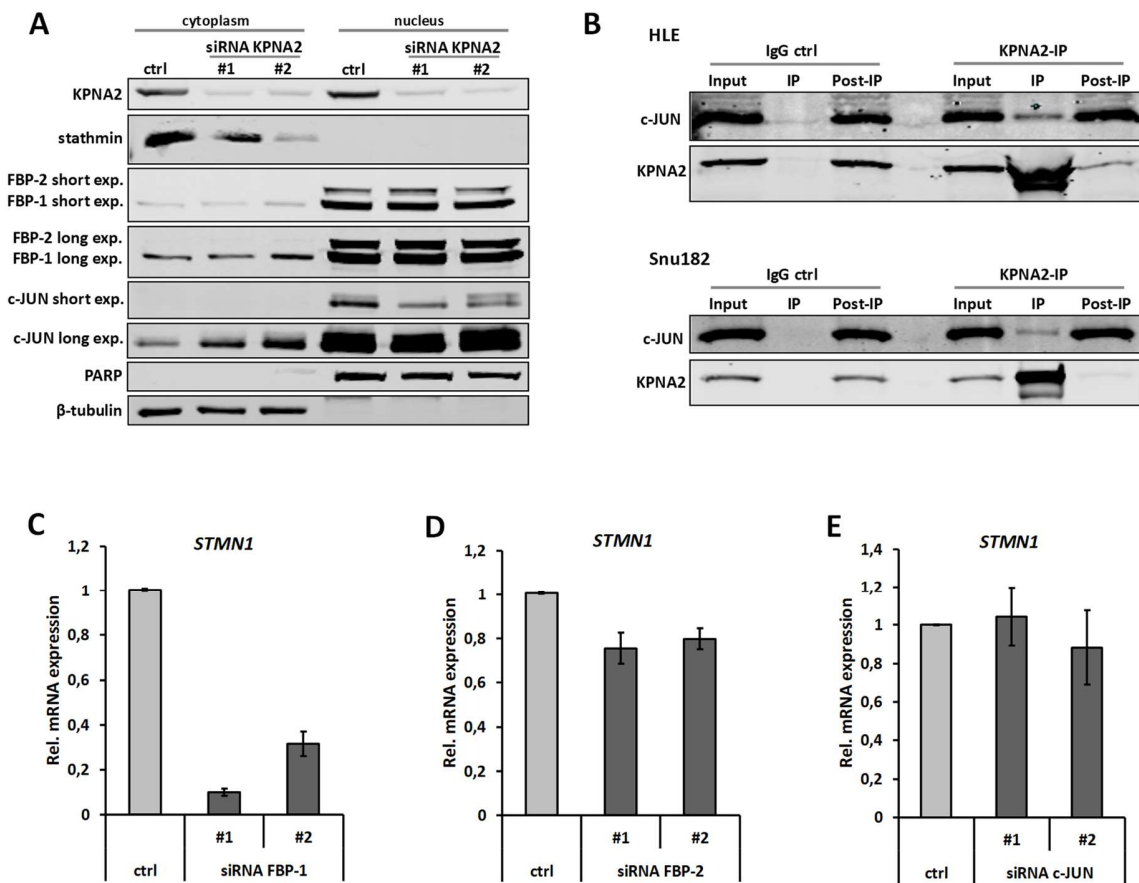 A
cytoplasm nucleus
siRNA KPNA2 siRNA KPNA2
ctrl #1 #2 ctrl #1 #2
KPNA2
stathmin
FBP-2 short exp.
FBP-1 short exp.
FBP-2 long exp.
FBP-1 long exp.
c-JUN short exp.
c-JUN long exp.
PARP
β-tubulin
B
HLE
IgG ctrl KPNA2-IP
Input IP Post-IP Input IP Post-IP
c-JUN
KPNA2
Snu182
IgG ctrl KPNA2-IP
Input IP Post-IP Input IP Post-IP
c-JUN
KPNA2
C
STMN1
Rel. mRNA expression
1,2
1
0,8
0,6
0,4
0,2
0
#1 #2
ctrl siRNA FBP-1
D
STMN1
Rel. mRNA expression
1,2
1
0,8
0,6
0,4
0,2
0
#1 #2
ctrl siRNA FBP-2
E
STMN1
Rel. mRNA expression
1,4
1,2
1
0,8
0,6
0,4
0,2
0
#1 #2
ctrl siRNA c-JUN